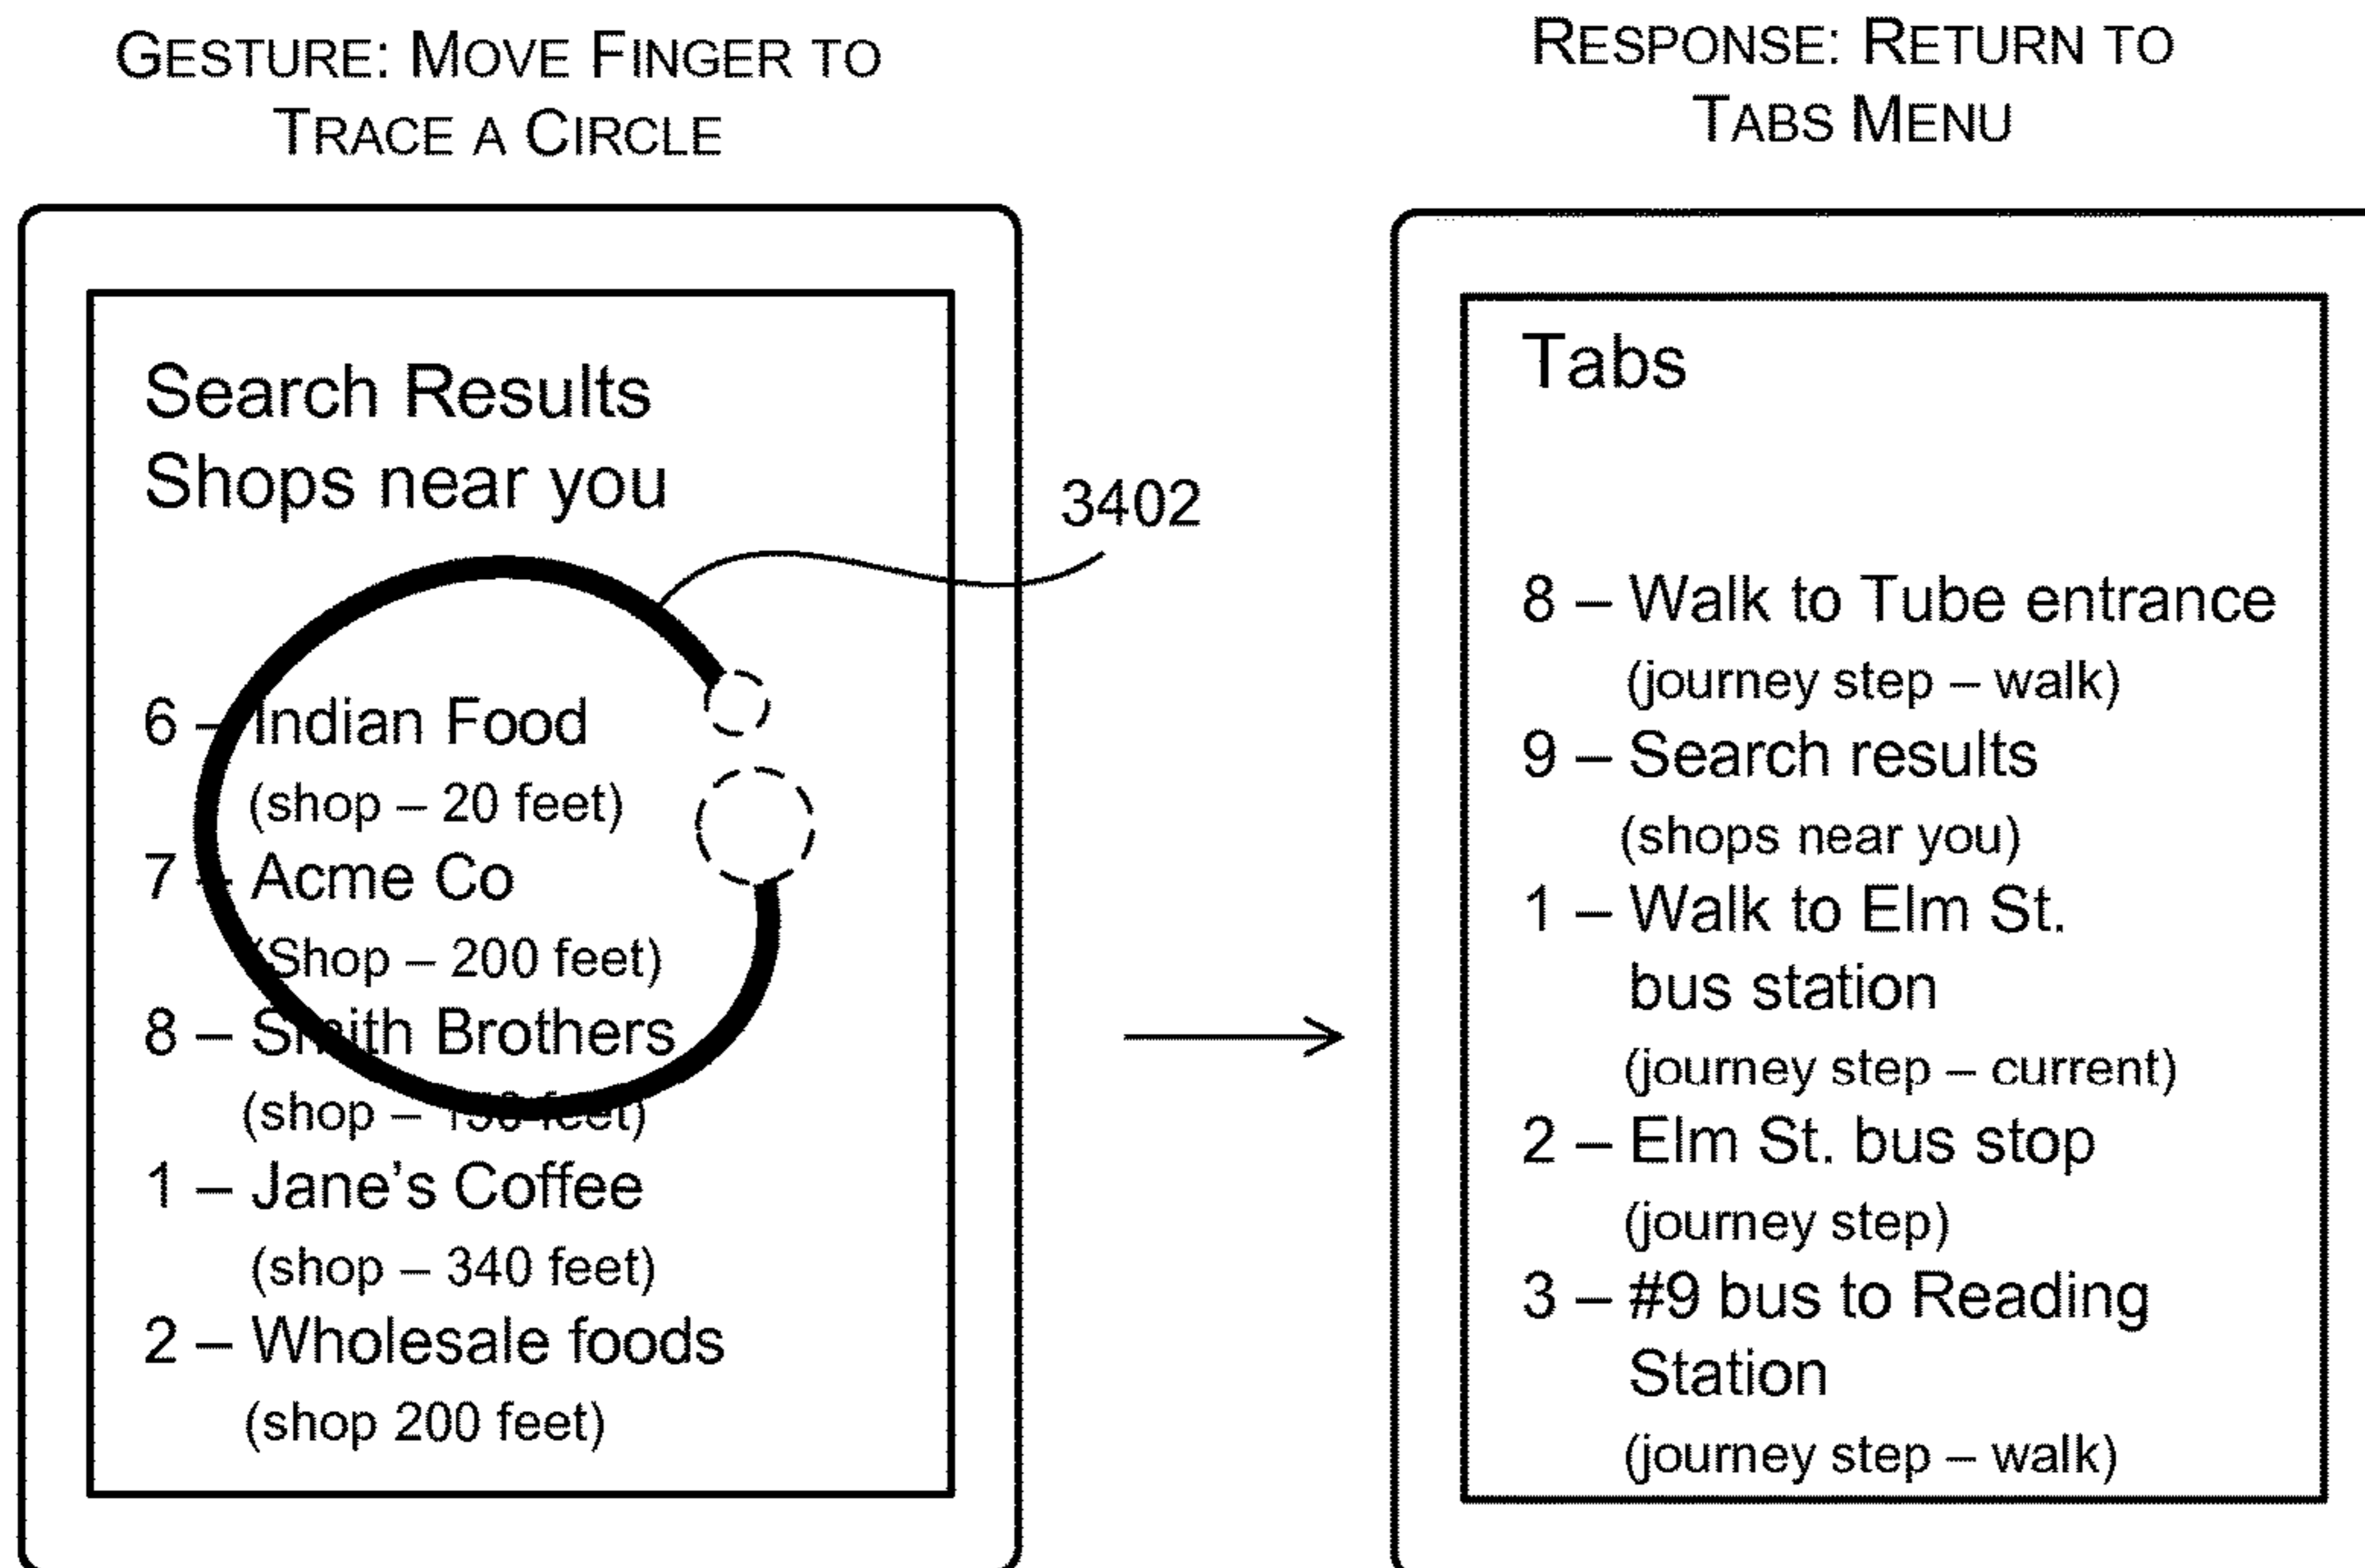 GESTURE: MOVE FINGER TO
TRACE A CIRCLE
Search Results
Shops near you
3402
6 – Indian Food
(shop – 20 feet)
7 – Acme Co
(Shop – 200 feet)
8 – Smith Brothers
(shop – feet)
1 – Jane's Coffee
(shop – 340 feet)
2 – Wholesale foods
(shop 200 feet)
RESPONSE: RETURN TO
TABS MENU
Tabs
8 – Walk to Tube entrance
(journey step – walk)
9 – Search results
(shops near you)
1 – Walk to Elm St.
bus station
(journey step – current)
2 – Elm St. bus stop
(journey step)
3 – #9 bus to Reading
Station
(journey step – walk)